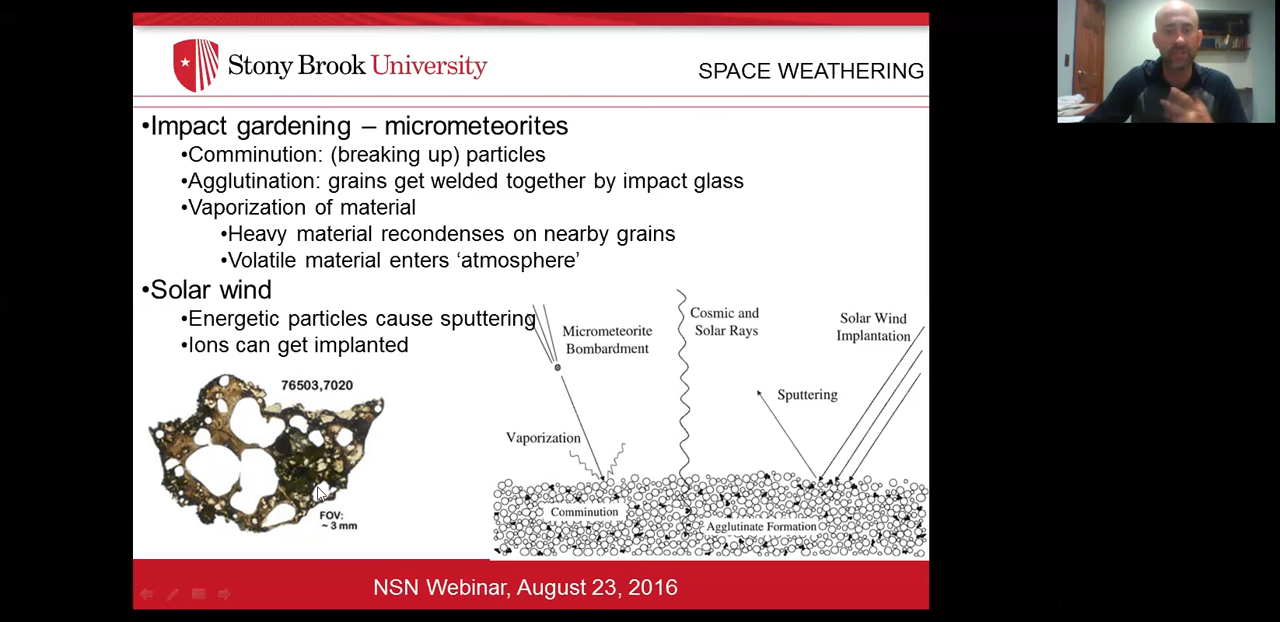 Stony Brook University
SPACE WEATHERING
•Impact gardening – micrometeorites
•Comminution: (breaking up) particles
•Agglutination: grains get welded together by impact glass
•Vaporization of material
•Heavy material recondenses on nearby grains
•Volatile material enters ‘atmosphere’
•Solar wind
•Energetic particles cause sputtering
•Ions can get implanted
76503,7020
FOV:
~ 3 mm
Micrometeorite
Bombardment
Cosmic and
Solar Rays
Solar Wind
Implantation
Sputtering
Vaporization
Comminution
Agglutinate Formation
NSN Webinar, August 23, 2016